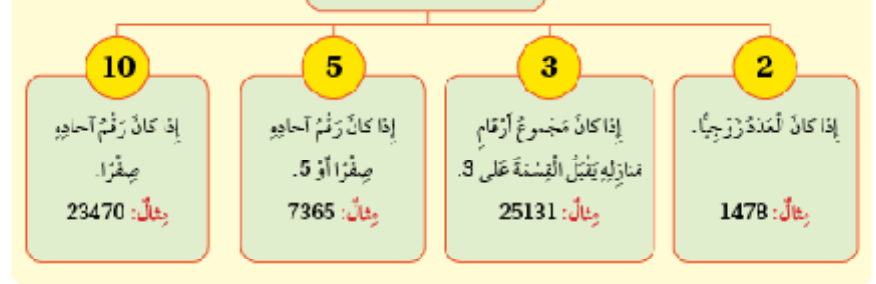 2
إِذَا كَانَ الْعَدَدُ زَوْجِيًّا.
مِثَالٌ: 1478
3
إِذَا كَانَ مَجْمُوعُ أَرْقَامِ
مَنَازِلِهِ يَقْبَلُ الْقِسْمَةَ عَلَى 3.
مِثَالٌ: 25131
5
إِذَا كَانَ رَقْمُ آحَادِهِ
صِفْرًا أَوْ 5.
مِثَالٌ: 7365
10
إِذَا كَانَ رَقْمُ آحَادِهِ
صِفْرًا.
مِثَالٌ: 23470